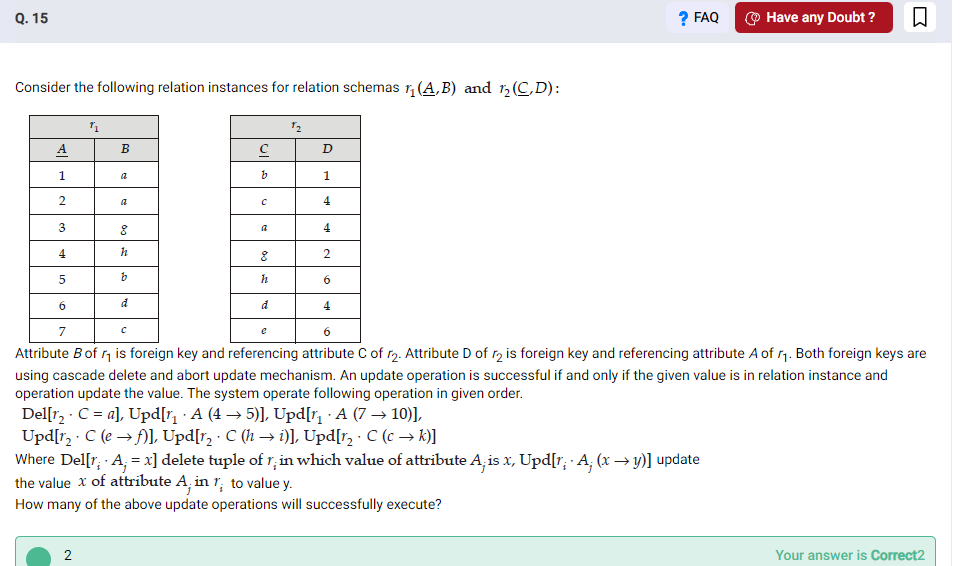 Q. 15
? FAQ
Have any Doubt ?
Consider the following relation instances for relation schemas r₁(A,B) and r₂(C,D):
r₁
A B
1 a
2 a
3 g
4 h
5 b
6 d
7 c
r₂
C D
b 1
c 4
a 4
g 2
h 6
d 4
e 6
Attribute B of r₁ is foreign key and referencing attribute C of r₂. Attribute D of r₂ is foreign key and referencing attribute A of r₁. Both foreign keys are
using cascade delete and abort update mechanism. An update operation is successful if and only if the given value is in relation instance and
operation update the value. The system operate following operation in given order.
Del[r₂ · C = a], Upd[r₁ · A (4 → 5)], Upd[r₁ · A (7 → 10)],
Upd[r₂ · C (e → f)], Upd[r₂ · C (h → i)], Upd[r₂ · C (c → k)]
Where Del[rᵢ · Aⱼ = x] delete tuple of rᵢ in which value of attribute Aⱼ is x, Upd[rᵢ · Aⱼ (x → y)] update
the value x of attribute Aⱼ in rᵢ to value y.
How many of the above update operations will successfully execute?
2
Your answer is Correct2